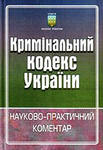 Кримінальний
кодекс України
НАУКОВО-ПРАКТИЧНИЙ
КОМЕНТАР